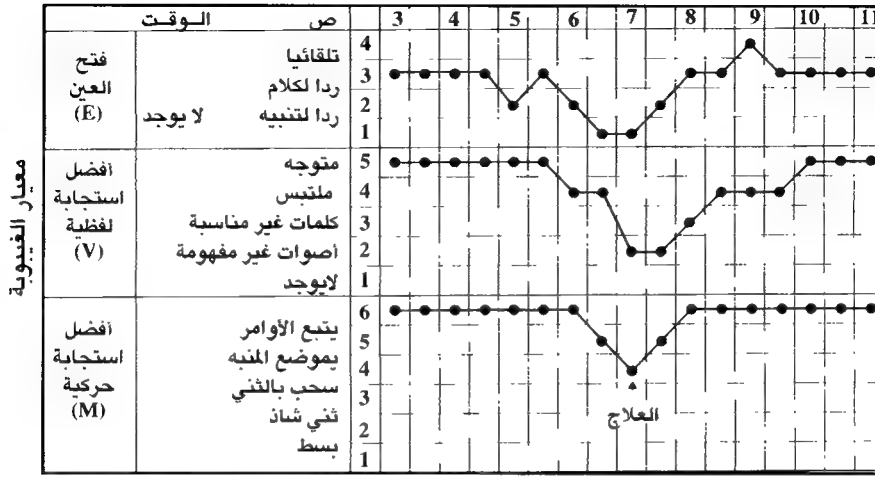 الـوقـت ص 3 4 5 6 7 8 9 10 11
معيار الغيبوبة
فتح
العين
(E)
تلقائيا
ردا لكلام
ردا لتنبيه لا يوجد
4
3
2
1
أفضل
استجابة
لفظية
(V)
متوجه
ملتبس
كلمات غير مناسبة
أصوات غير مفهومة
لايوجد
5
4
3
2
1
أفضل
استجابة
حركية
(M)
يتبع الأوامر
يموضع المنبه
سحب بالثني
ثني شاذ
بسط
6
5
4
3
2
1
العلاج